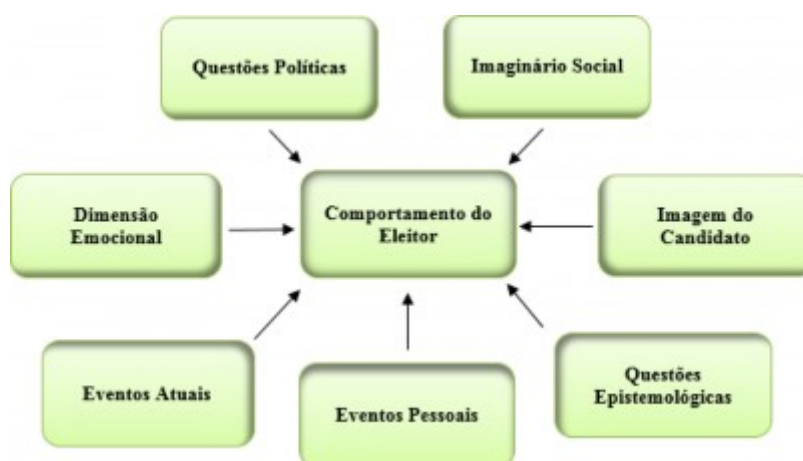 Questões Políticas
Imaginário Social
Dimensão
Emocional
Comportamento do
Eleitor
Imagem do
Candidato
Eventos Atuais
Eventos Pessoais
Questões
Epistemológicas